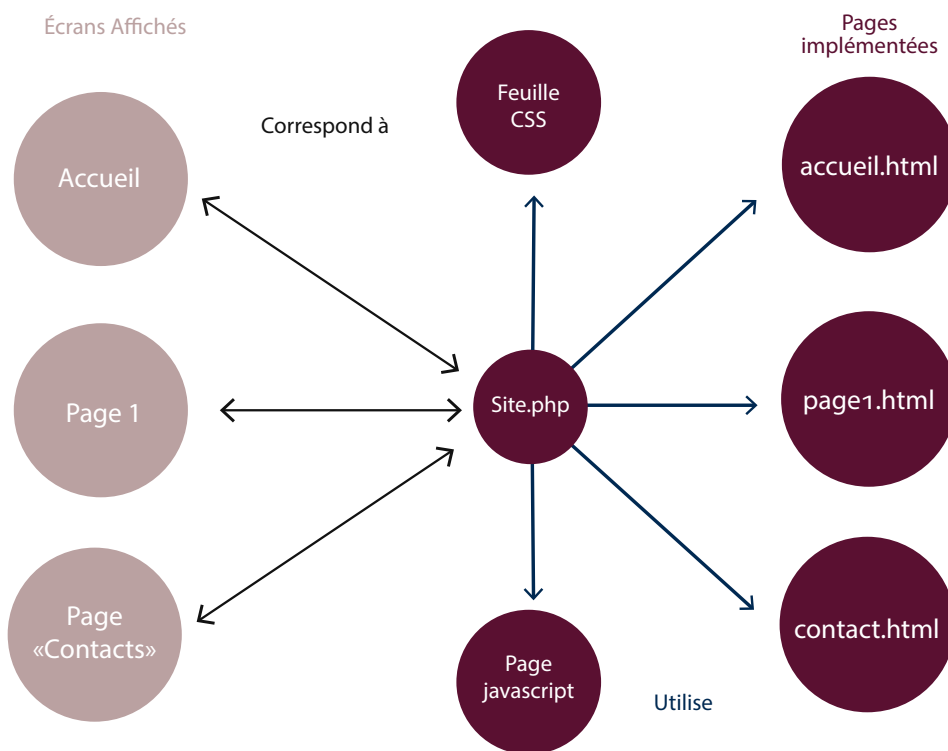 Écrans Affichés
Pages
implémentées
Feuille
CSS
Correspond à
Accueil
accueil.html
Page 1
Site.php
page1.html
Page
«Contacts»
contact.html
Page
javascript
Utilise